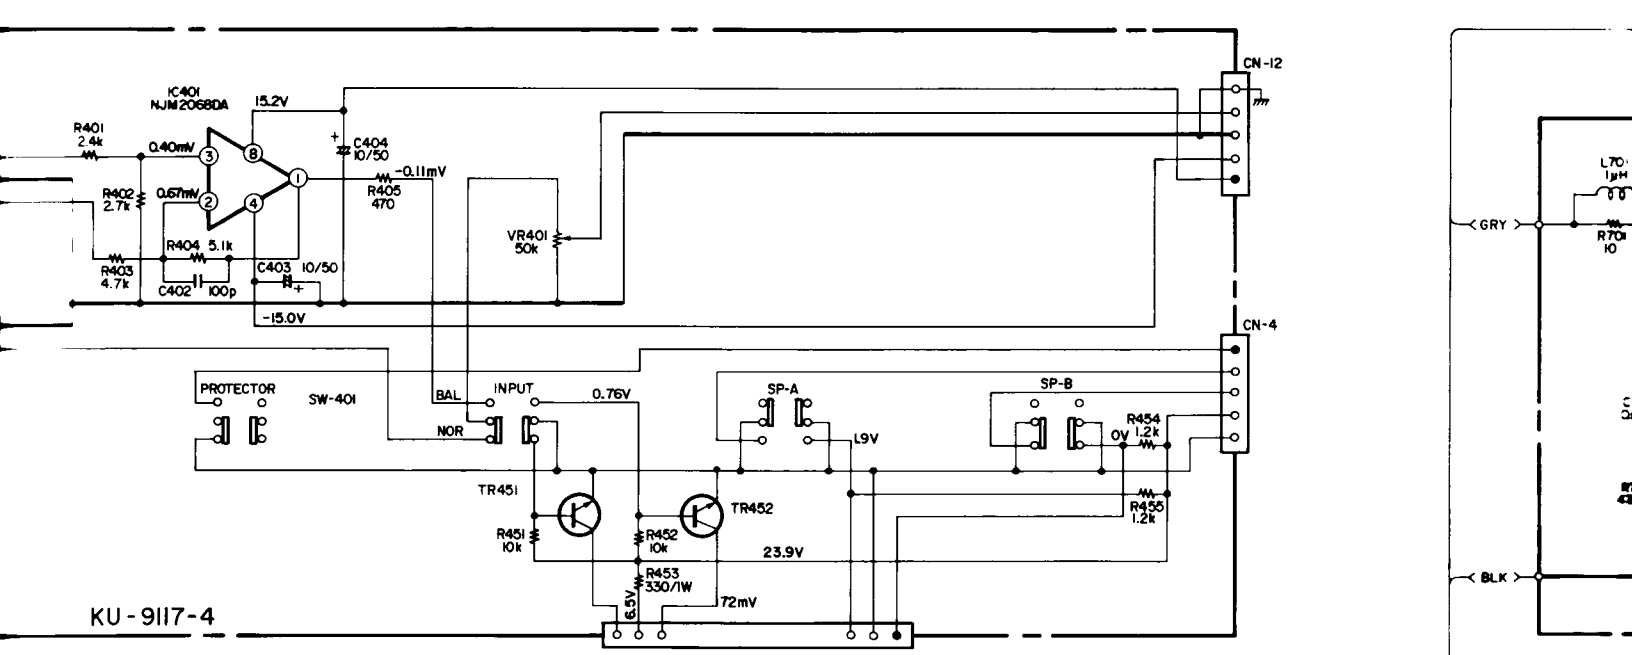 CN-12
IC401
NJM2068DA
15.2V
R401
2.4k
0.40mV
3
8
+
C404
10/50
1
-0.11mV
R405
470
R402
2.7k
0.67mV
2
4
L70
1μH
GRY
R70
10
VR401
50k
R404 5.1k
R403
4.7k
C402 100p
C403 10/50
+
-15.0V
CN-4
PROTECTOR
SW-401
BAL
INPUT
0.76V
NOR
SP-A
1.9V
SP-B
R454
1.2k
0V
TR451
TR452
R455
1.2k
R451
10k
R452
10k
23.9V
R453
330/1W
6.5V
72mV
BLK
KU-9117-4